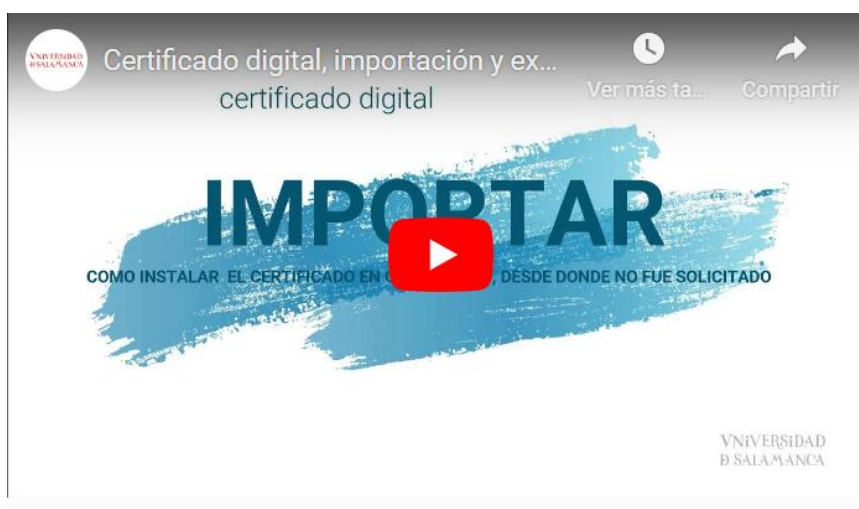 VNiVERSiDAD
D SALAMANCA
Certificado digital, importación y ex...
Ver más ta...
Compartir
certificado digital
IMPORTAR
COMO INSTALAR EL CERTIFICADO EN , DESDE DONDE NO FUE SOLICITADO
VNiVERSiDAD
D SALAMANCA